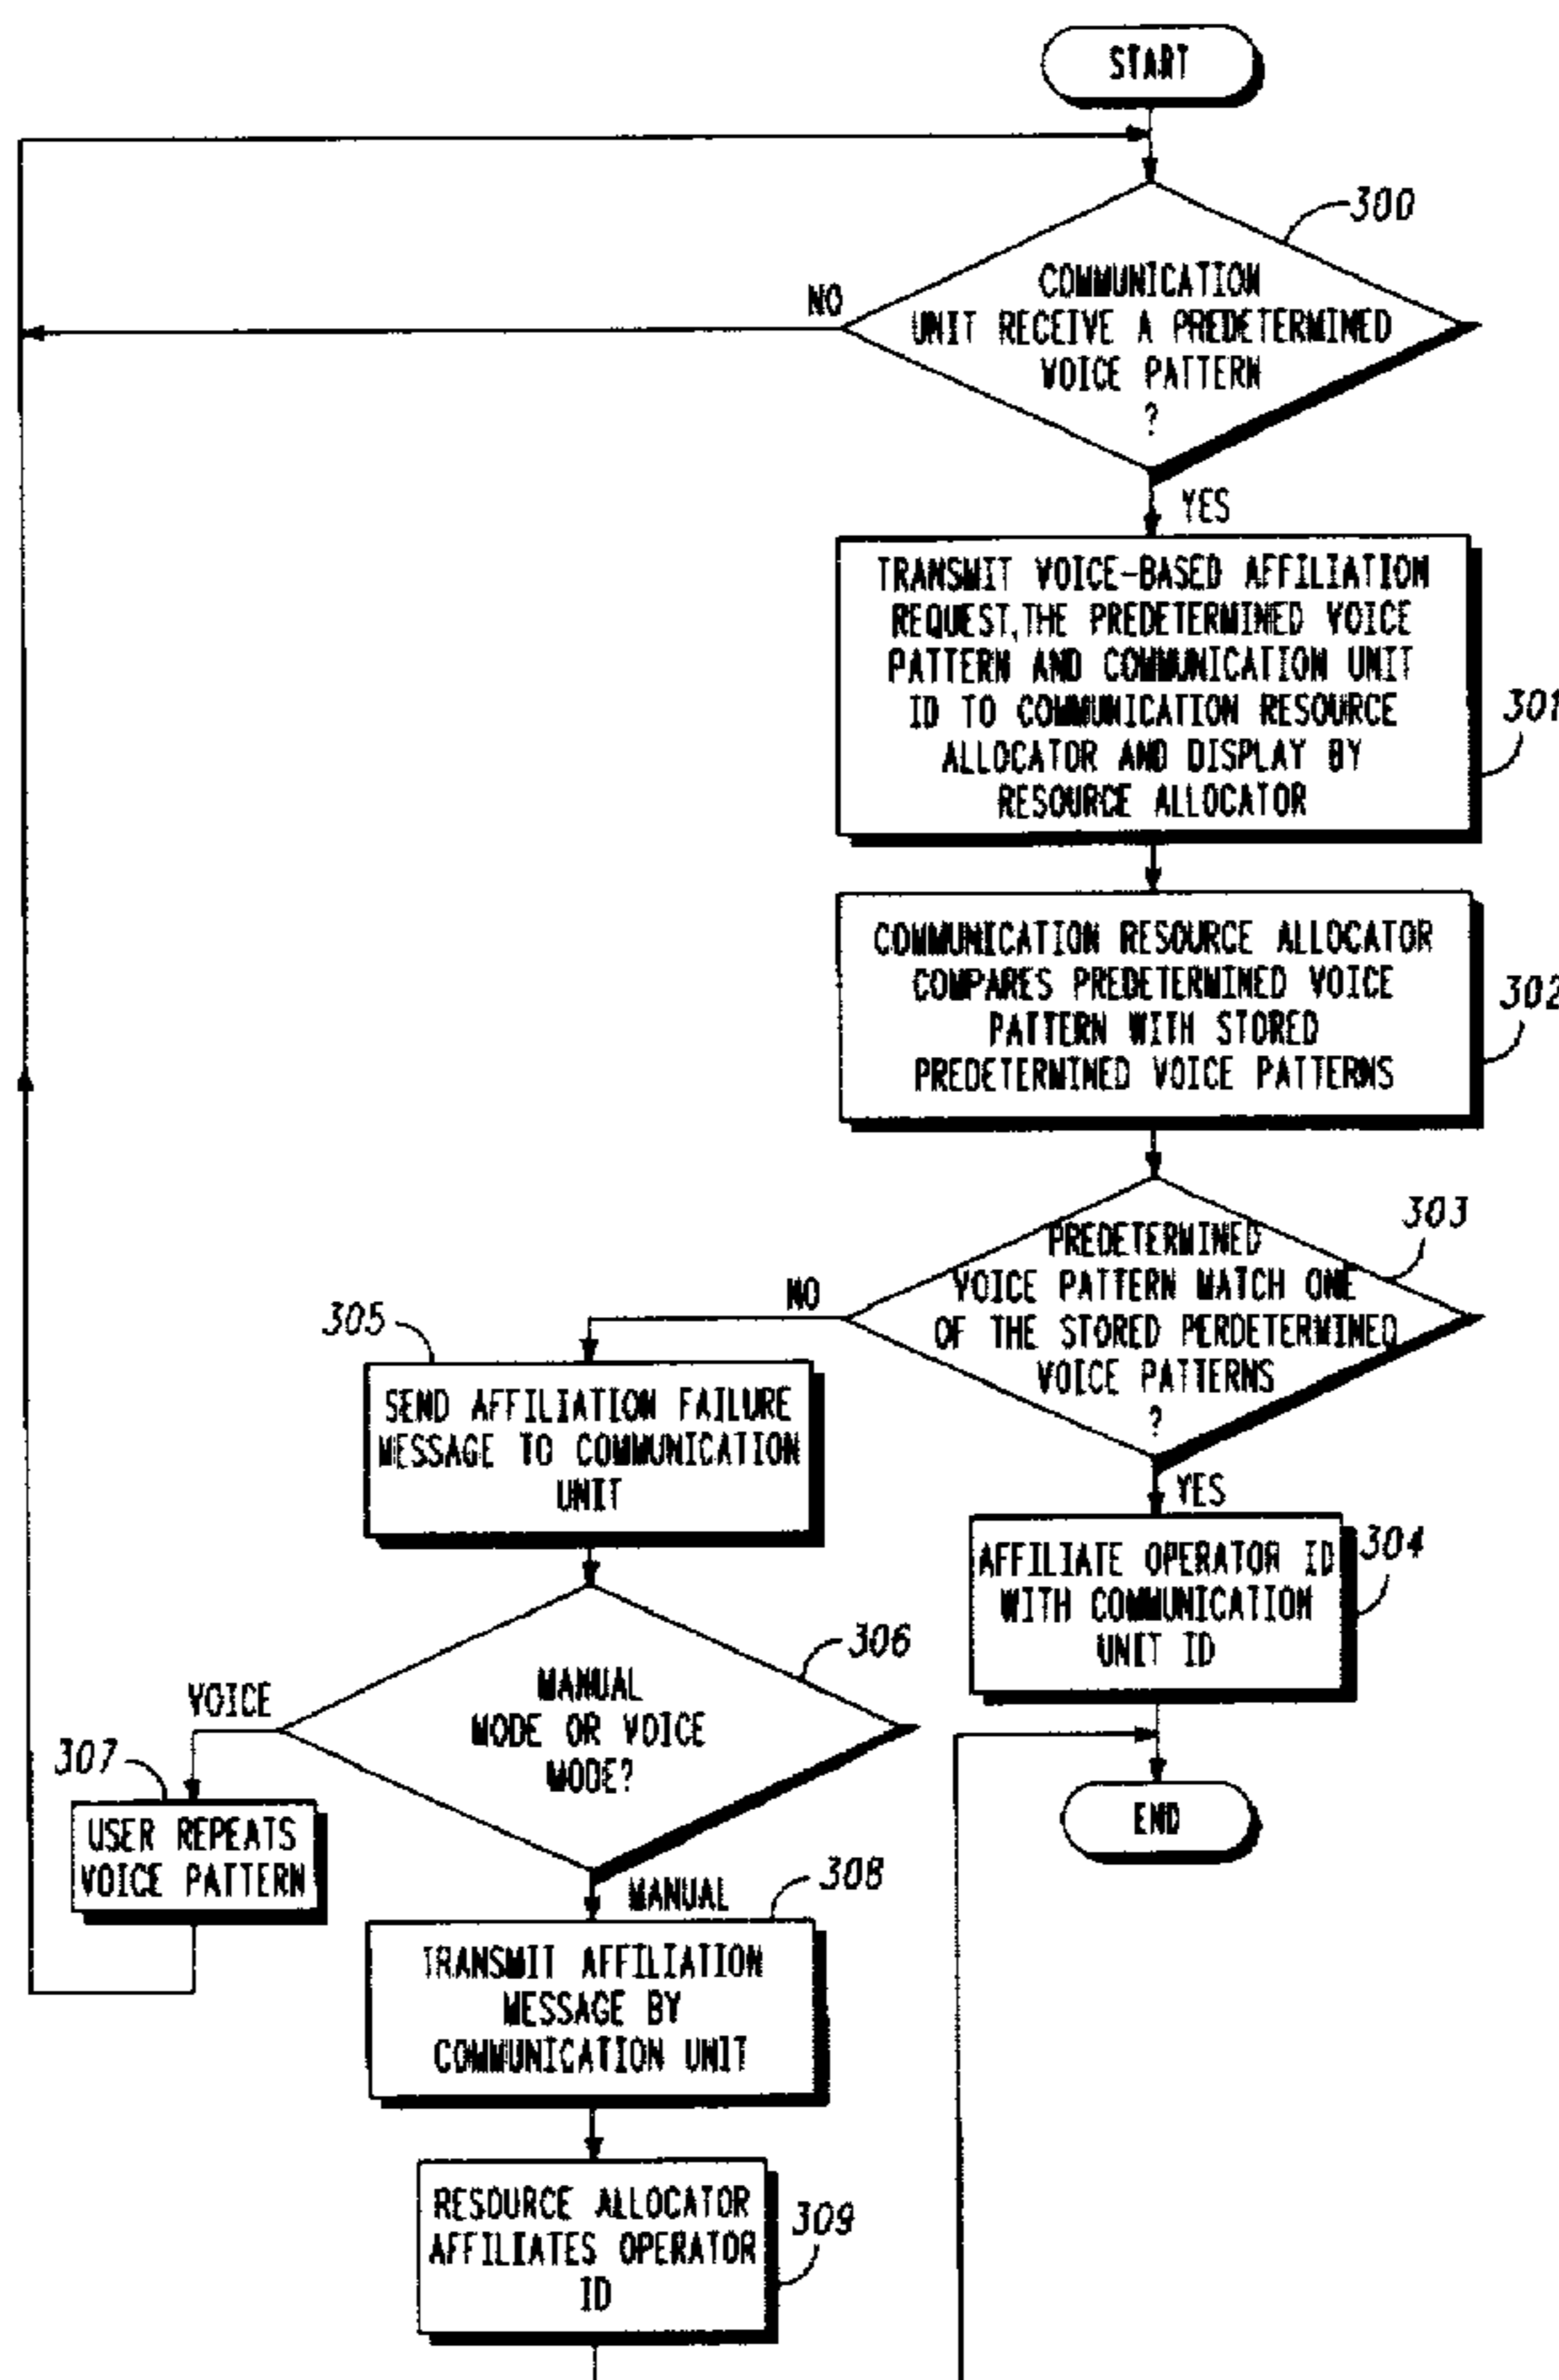 START
300
COMMUNICATION
UNIT RECEIVE A PREDETERMINED
VOICE PATTERN
?
NO
YES
TRANSMIT VOICE-BASED AFFILIATION
REQUEST,THE PREDETERMINED VOICE
PATTERN AND COMMUNICATION UNIT
ID TO COMMUNICATION RESOURCE
ALLOCATOR AND DISPLAY BY
RESOURCE ALLOCATOR
301
COMMUNICATION RESOURCE ALLOCATOR
COMPARES PREDETERMINED VOICE
PATTERN WITH STORED
PREDETERMINED VOICE PATTERNS
302
303
PREDETERMINED
VOICE PATTERN MATCH ONE
OF THE STORED PERDETERMINED
VOICE PATTERNS
?
NO
YES
305
SEND AFFILIATION FAILURE
MESSAGE TO COMMUNICATION
UNIT
AFFILIATE OPERATOR ID
WITH COMMUNICATION
UNIT ID
304
306
MANUAL
MODE OR VOICE
MODE?
VOICE
307
USER REPEATS
VOICE PATTERN
END
MANUAL
308
TRANSMIT AFFILIATION
MESSAGE BY
COMMUNICATION UNIT
RESOURCE ALLOCATOR
AFFILIATES OPERATOR
ID
309